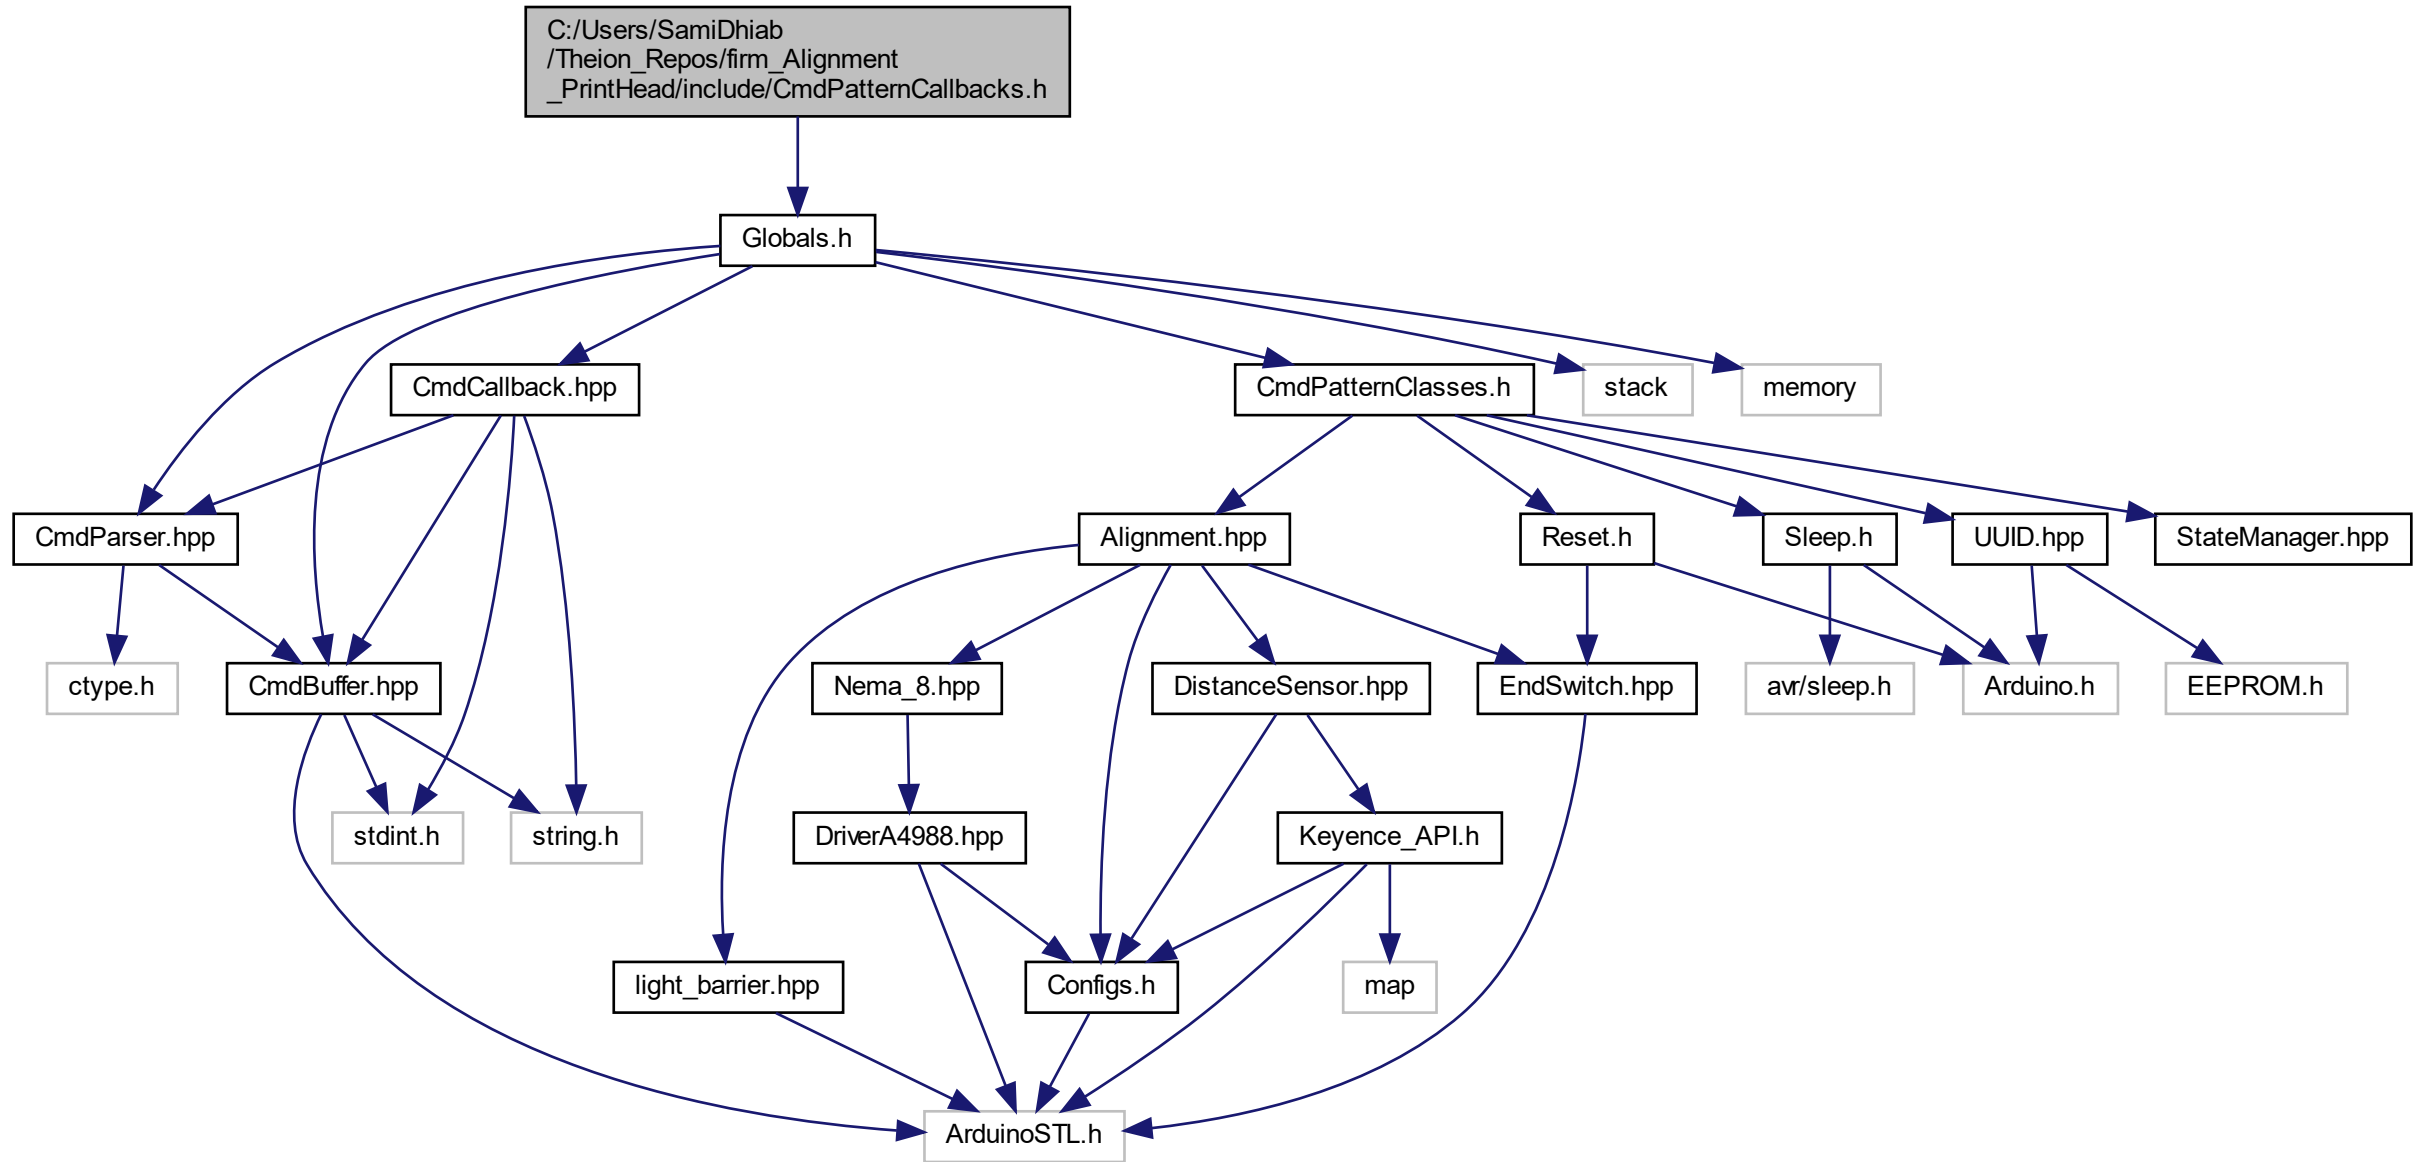 C:/Users/SamiDhiab
/Theion_Repos/firm_Alignment
_PrintHead/include/CmdPatternCallbacks.h
Globals.h
CmdCallback.hpp
CmdPatternClasses.h
stack
memory
CmdParser.hpp
Alignment.hpp
Reset.h
Sleep.h
UUID.hpp
StateManager.hpp
ctype.h
CmdBuffer.hpp
Nema_8.hpp
DistanceSensor.hpp
EndSwitch.hpp
avr/sleep.h
Arduino.h
EEPROM.h
stdint.h
string.h
DriverA4988.hpp
Keyence_API.h
light_barrier.hpp
Configs.h
map
ArduinoSTL.h